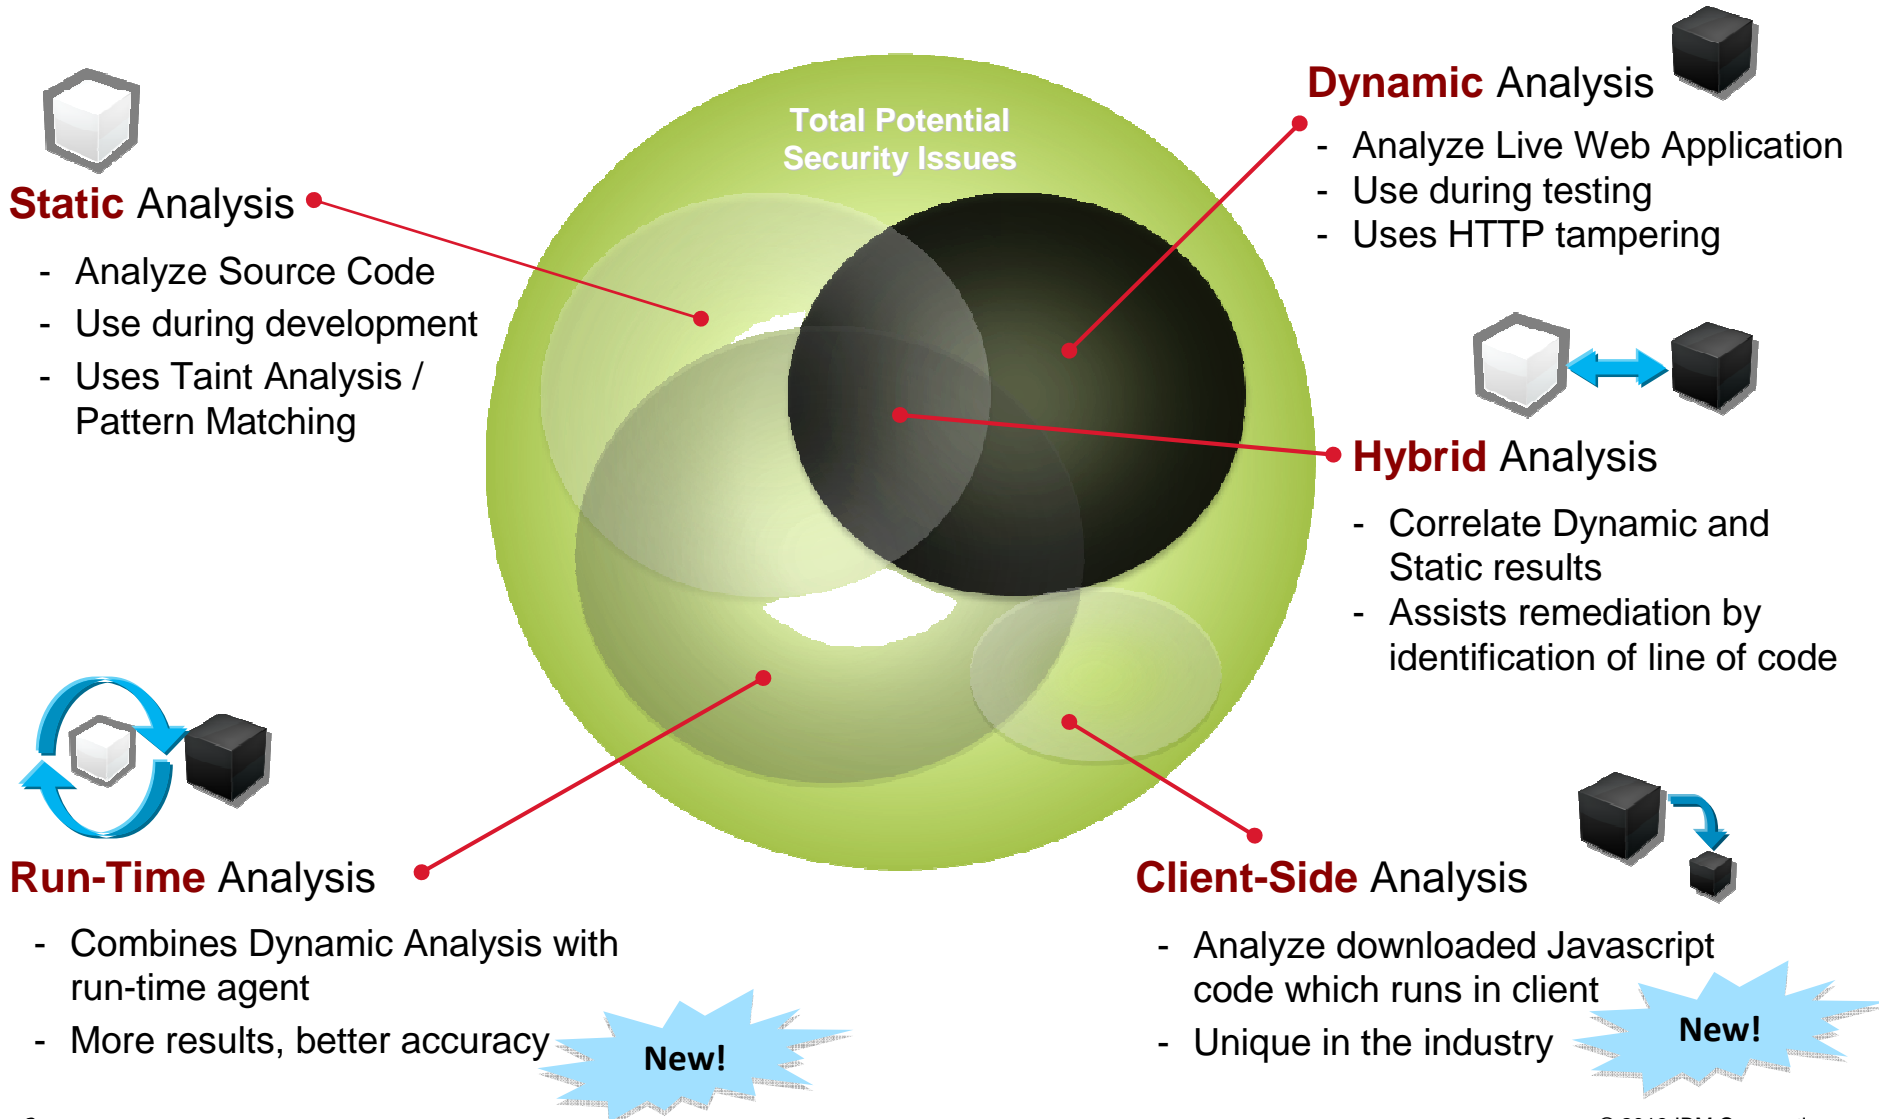 Total Potential
Security Issues
Static Analysis
- Analyze Source Code
- Use during development
- Uses Taint Analysis /
Pattern Matching
Dynamic Analysis
- Analyze Live Web Application
- Use during testing
- Uses HTTP tampering
Hybrid Analysis
- Correlate Dynamic and
Static results
- Assists remediation by
identification of line of code
Run-Time Analysis
- Combines Dynamic Analysis with
run-time agent
- More results, better accuracy
New!
Client-Side Analysis
- Analyze downloaded Javascript
code which runs in client
- Unique in the industry
New!